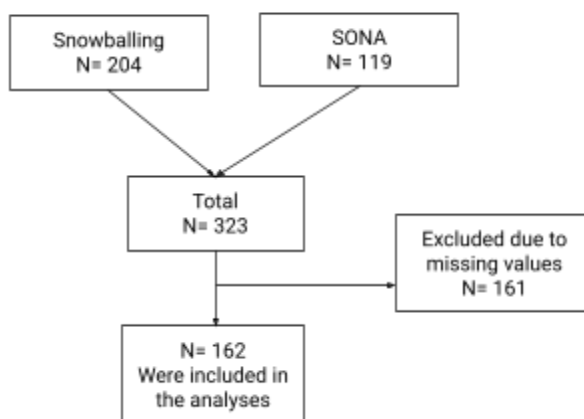 Snowballing
N= 204
SONA
N= 119
Total
N= 323
Excluded due to
missing values
N= 161
N= 162
Were included in
the analyses